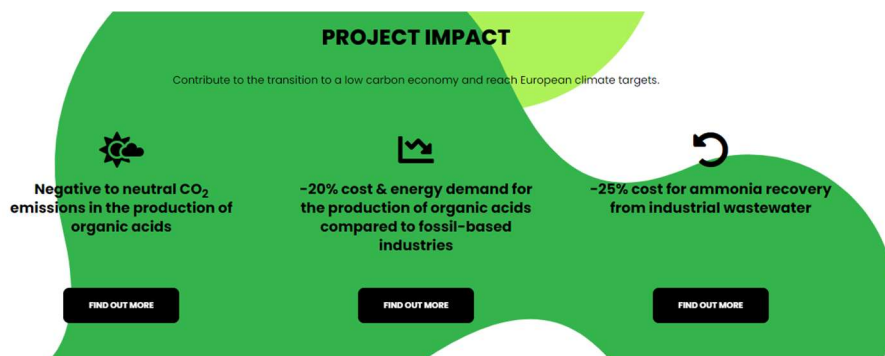 PROJECT IMPACT
Contribute to the transition to a low carbon economy and reach European climate targets.
Negative to neutral CO₂
emissions in the production of
organic acids
-20% cost & energy demand for
the production of organic acids
compared to fossil-based
industries
-25% cost for ammonia recovery
from industrial wastewater
FIND OUT MORE
FIND OUT MORE
FIND OUT MORE